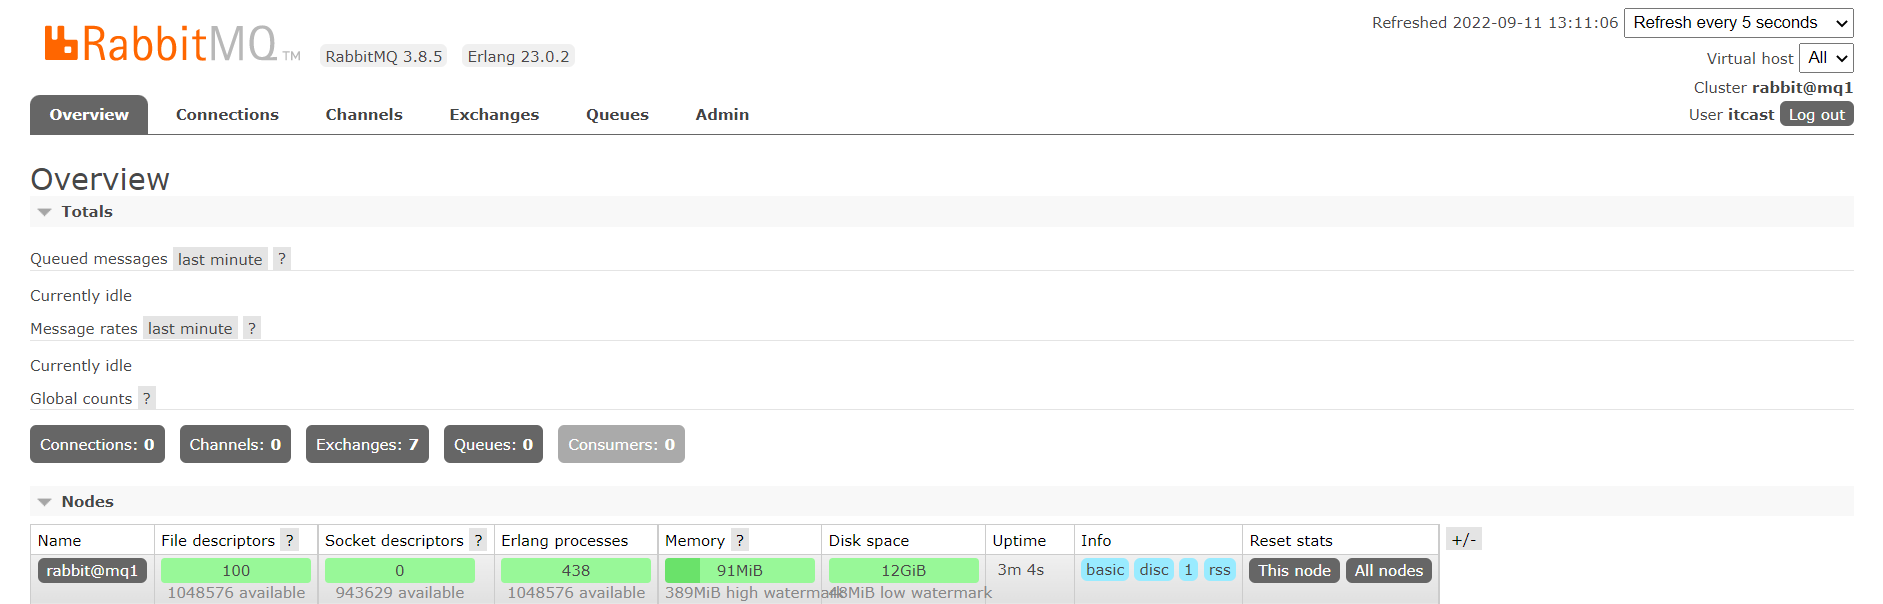 Refreshed 2022-09-11 13:11:06 Refresh every 5 seconds
RabbitMQ TM RabbitMQ 3.8.5 Erlang 23.0.2
Virtual host All
Cluster rabbit@mq1
User itcast Log out
Overview Connections Channels Exchanges Queues Admin
Overview
Totals
Queued messages last minute ?
Currently idle
Message rates last minute ?
Currently idle
Global counts ?
Connections: 0 Channels: 0 Exchanges: 7 Queues: 0 Consumers: 0
Nodes
Name File descriptors ? Socket descriptors ? Erlang processes Memory ? Disk space Uptime Info Reset stats +/-
rabbit@mq1 100 0 438 91MiB 12GiB 3m 4s basic disc 1 rss This node All nodes
1048576 available 943629 available 1048576 available 389MiB high watermark 48MiB low watermark